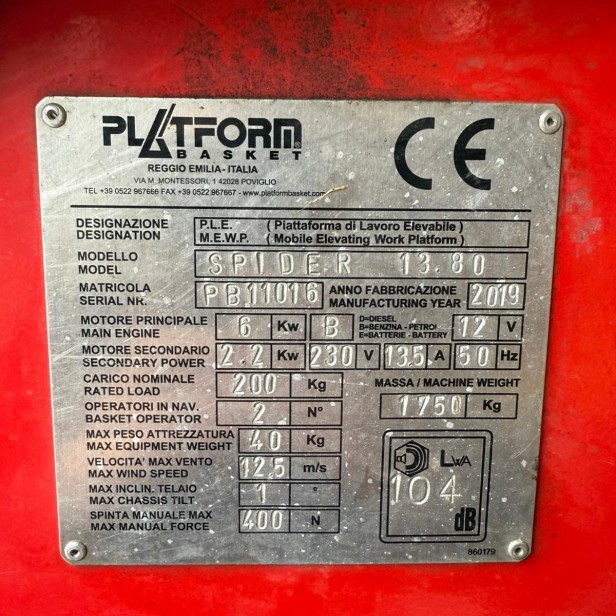 PLATFORM
BASKET
CE
REGGIO EMILIA- ITALIA
VIA M. MONTESSORI, 1 42028 POVIGLIO
TEL +39 0522 967666 FAX +39 0522 967667 - www.platformbasket.com
DESIGNAZIONE P.L.E. ( Piattaforma di Lavoro Elevabile )
DESIGNATION M.E.W.P. ( Mobile Elevating Work Platform )
MODELLO
MODEL SPIDER 13.80
MATRICOLA ANNO FABBRICAZIONE
SERIAL NR. PB11016 MANUFACTURING YEAR 2019
MOTORE PRINCIPALE D=DIESEL
MAIN ENGINE 6 Kw B B=BENZINA - PETROL 12 V
E=BATTERIE - BATTERY
MOTORE SECONDARIO
SECONDARY POWER 2.2 Kw 230 V 13.5 A 50 Hz
CARICO NOMINALE
RATED LOAD 200 Kg MASSA / MACHINE WEIGHT
OPERATORI IN NAV. 1750 Kg
BASKET OPERATOR 2 N°
MAX PESO ATTREZZATURA
MAX EQUIPMENT WEIGHT 40 Kg
VELOCITA' MAX VENTO LWA
MAX WIND SPEED 12.5 m/s
MAX INCLIN. TELAIO 104
MAX CHASSIS TILT 1 °
SPINTA MANUALE MAX dB
MAX MANUAL FORCE 400 N
860179